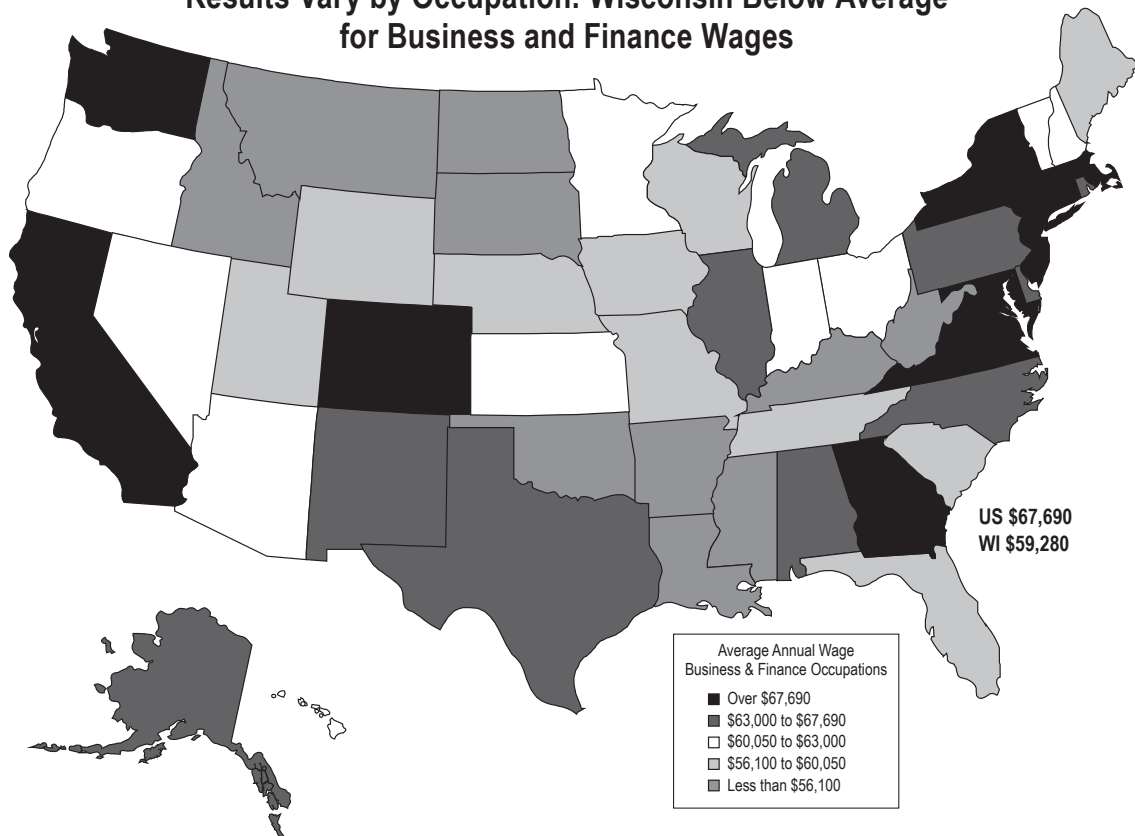 Results Vary by Occupation: Wisconsin Below Average
for Business and Finance Wages
US $67,690
WI $59,280
Average Annual Wage
Business & Finance Occupations
Over $67,690
$63,000 to $67,690
$60,050 to $63,000
$56,100 to $60,050
Less than $56,100